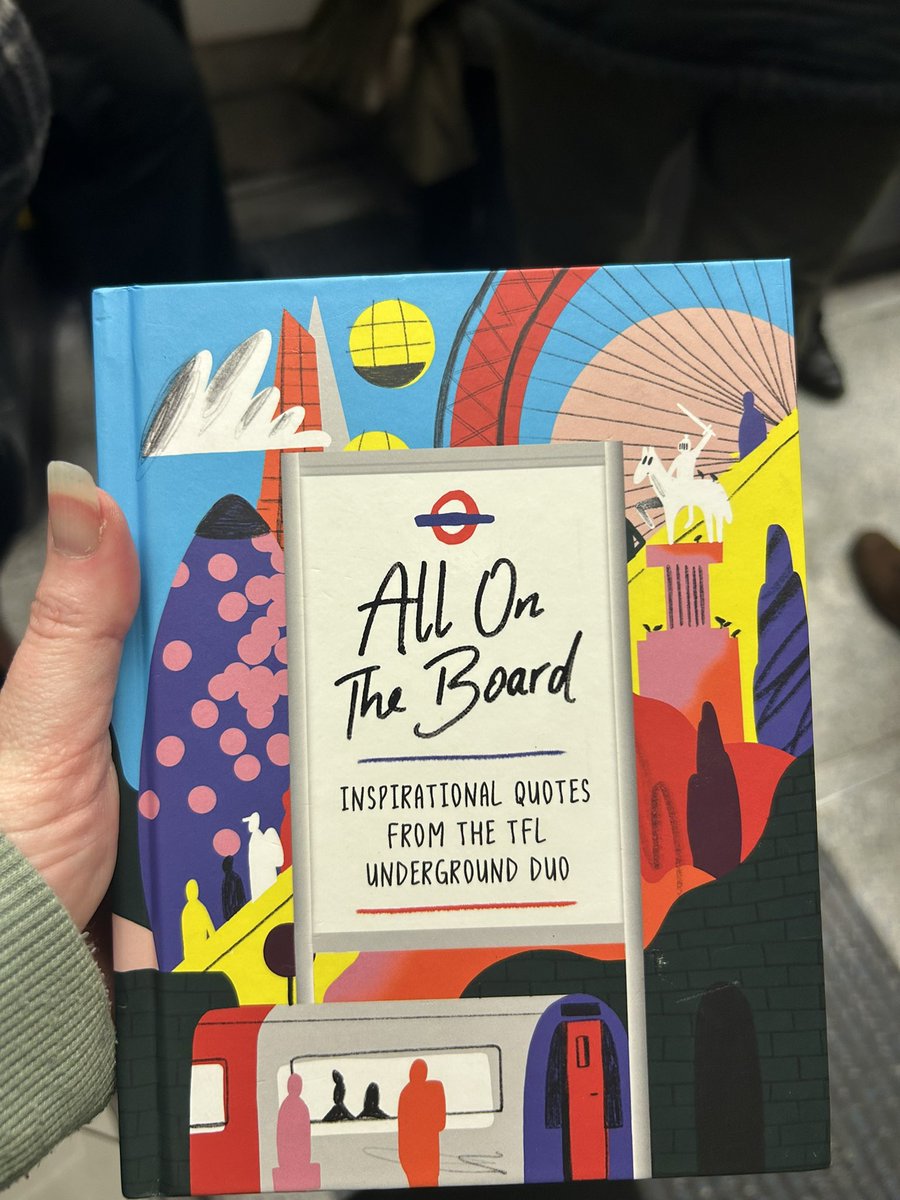 All On
The Board
INSPIRATIONAL QUOTES
FROM THE TFL
UNDERGROUND DUO